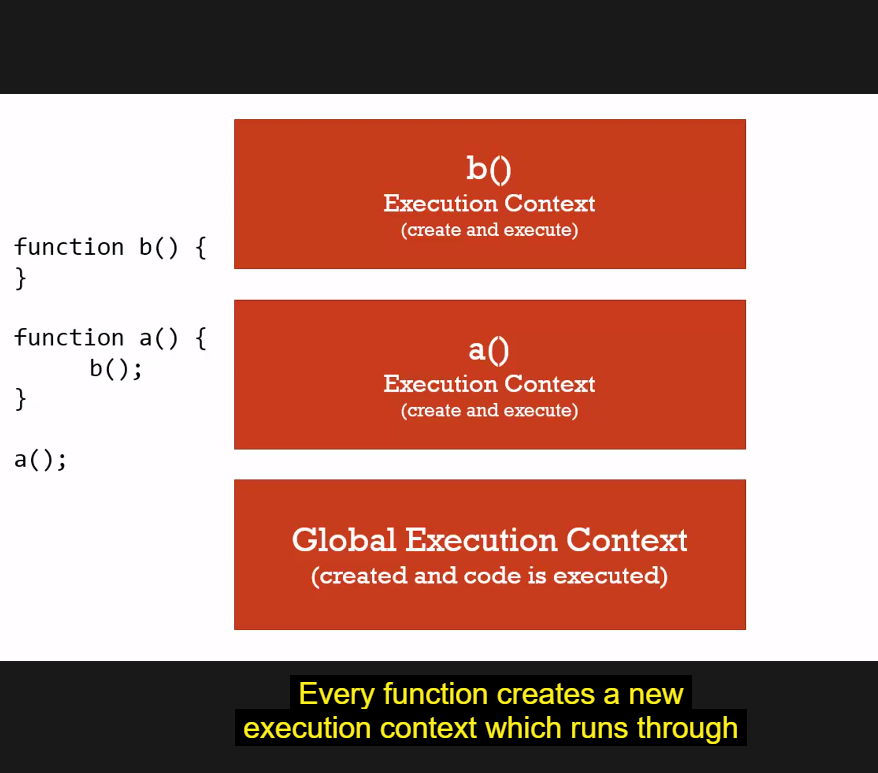 function b() {
}
function a() {
b();
}
a();
b()
Execution Context
(create and execute)
a()
Execution Context
(create and execute)
Global Execution Context
(created and code is executed)
Every function creates a new
execution context which runs through